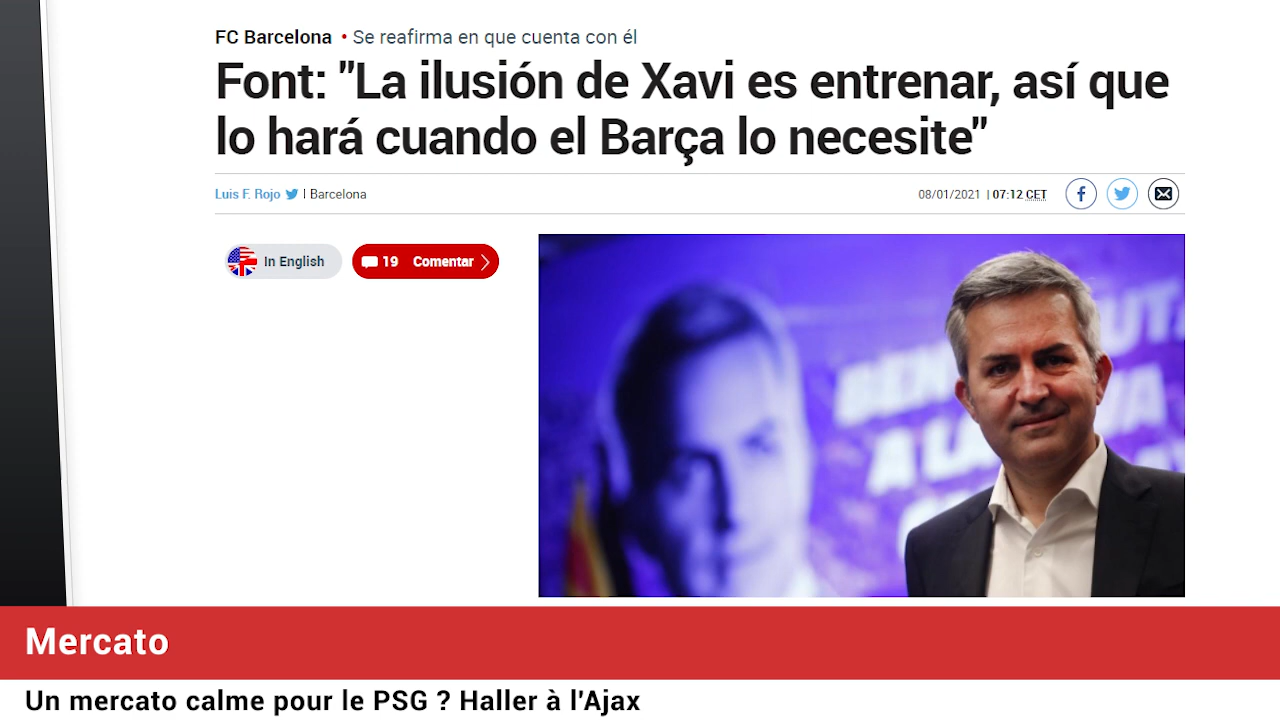 FC Barcelona • Se reafirma en que cuenta con él
Font: "La ilusión de Xavi es entrenar, así que
lo hará cuando el Barça lo necesite"
Luis F. Rojo | Barcelona
08/01/2021 | 07:12 CET
In English
19 Comentar
Mercato
Un mercato calme pour le PSG ? Haller à l'Ajax